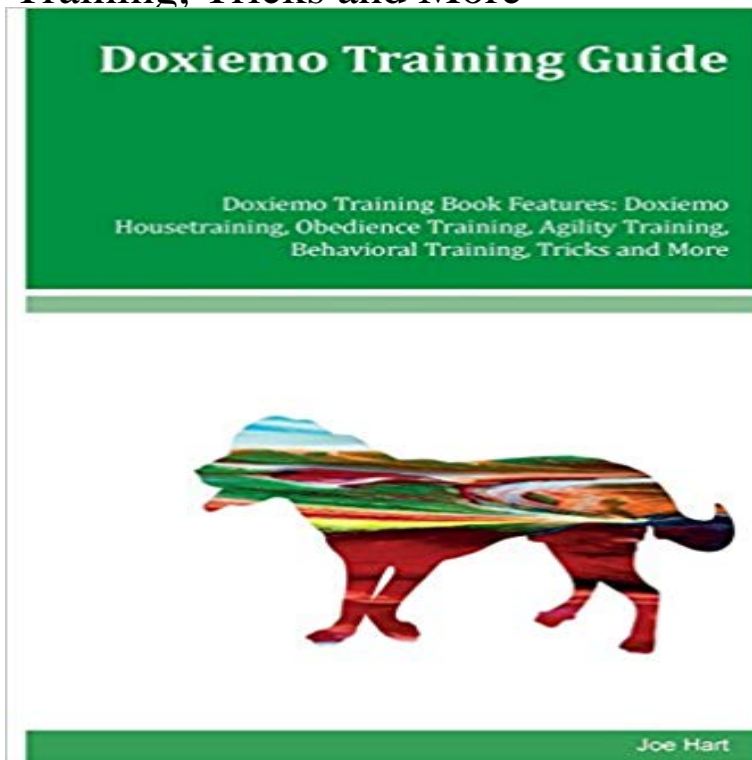 Training, Tricks and More
Doxiemo Training Guide
Doxiemo Training Book Features: Doxiemo
Housetraining, Obedience Training, Agility Training,
Behavioral Training, Tricks and More
Joe Hart